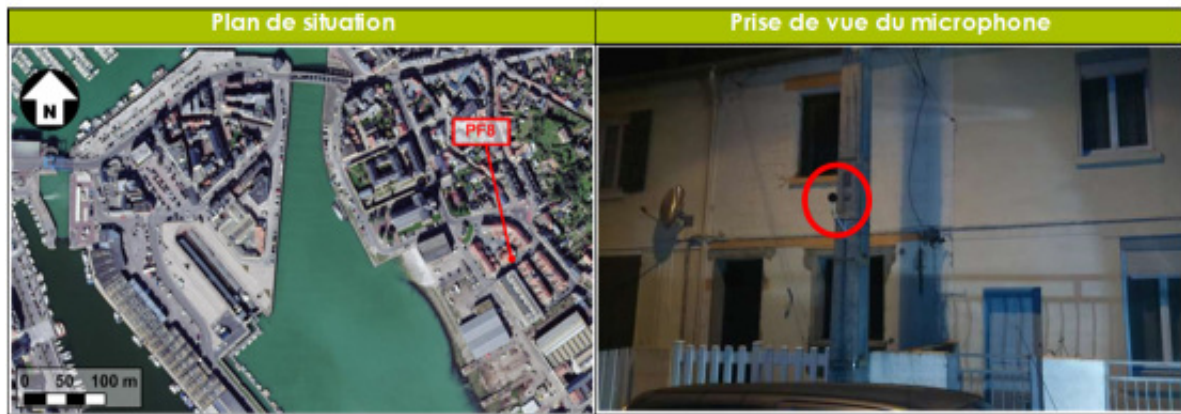 Plan de situation
Prise de vue du microphone
N
PF8
0 50 100 m